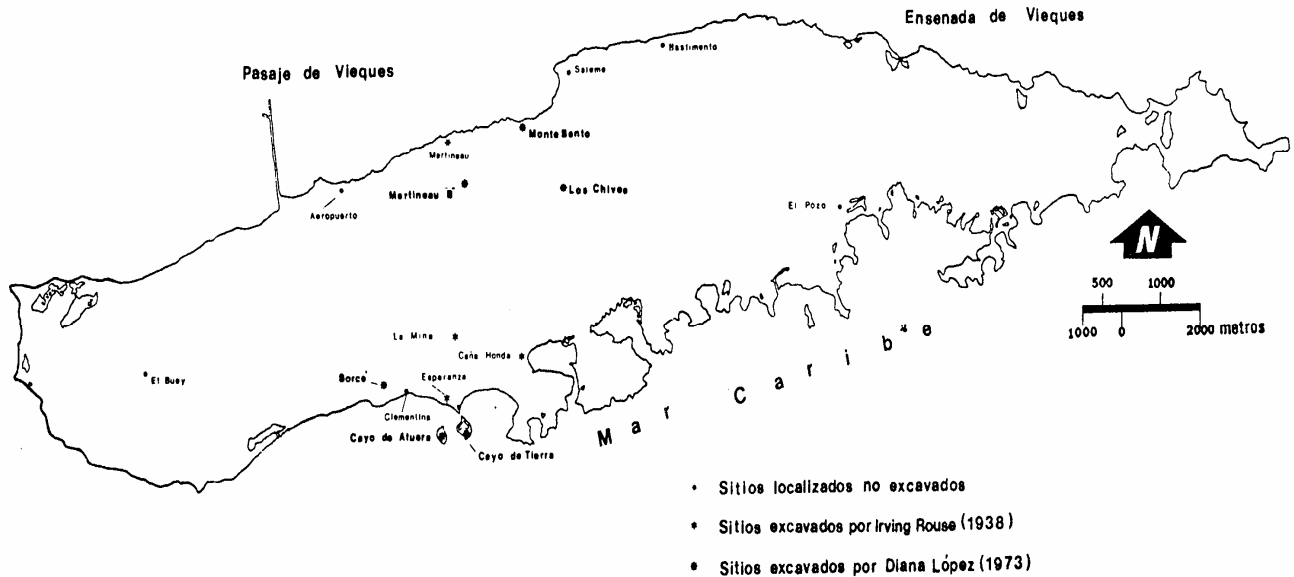 Ensenada de Vieques
Bastimento
Pasaje de Vieques
Saleme
Monte Santo
Martineau
Martineau "B"
Los Chivos
Aeropuerto
El Pozo
N
500 1000
1000 0 2000 metros
La Mina
Caña Honda
El Buey
Sorcé
Esperanza
Clementina
Cayo de Afuera
Cayo de Tierra
Mar Caribe
Sitios localizados no excavados
* Sitios excavados por Irving Rouse (1938)
Sitios excavados por Diana López (1973)